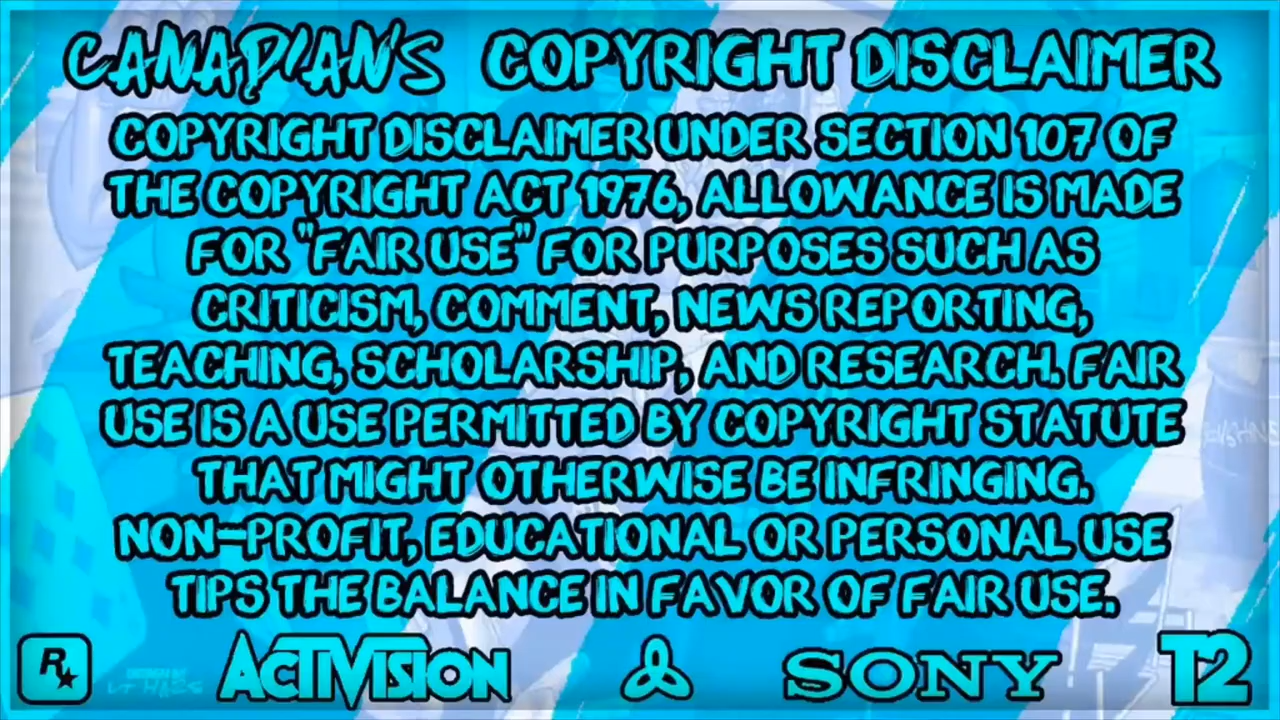 CANADIAN'S COPYRIGHT DISCLAIMER
COPYRIGHT DISCLAIMER UNDER SECTION 107 OF
THE COPYRIGHT ACT 1976, ALLOWANCE IS MADE
FOR "FAIR USE" FOR PURPOSES SUCH AS
CRITICISM, COMMENT, NEWS REPORTING,
TEACHING, SCHOLARSHIP, AND RESEARCH. FAIR
USE IS A USE PERMITTED BY COPYRIGHT STATUTE
THAT MIGHT OTHERWISE BE INFRINGING.
NON-PROFIT, EDUCATIONAL OR PERSONAL USE
TIPS THE BALANCE IN FAVOR OF FAIR USE.
R ACTIVISION SONY T2